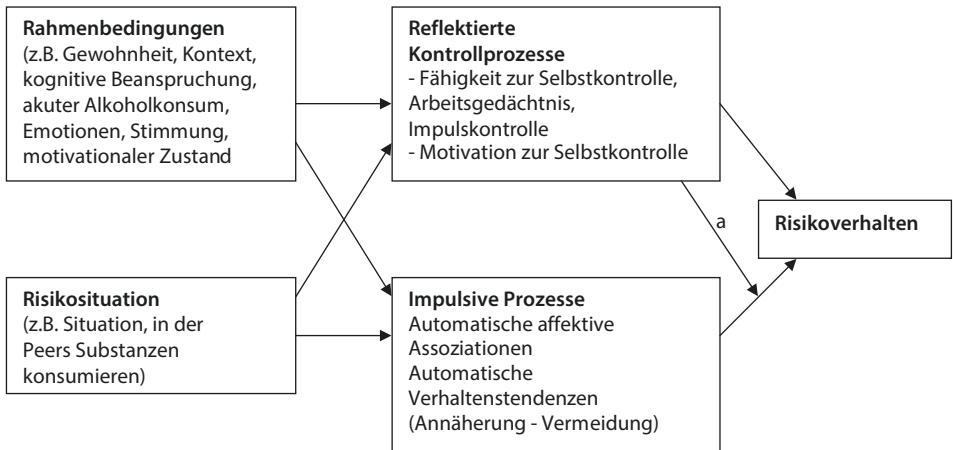 Rahmenbedingungen
(z.B. Gewohnheit, Kontext,
kognitive Beanspruchung,
akuter Alkoholkonsum,
Emotionen, Stimmung,
motivationaler Zustand
Reflektierte
Kontrollprozesse
- Fähigkeit zur Selbstkontrolle,
Arbeitsgedächtnis,
Impulskontrolle
- Motivation zur Selbstkontrolle
a
Risikoverhalten
Risikosituation
(z.B. Situation, in der
Peers Substanzen
konsumieren)
Impulsive Prozesse
Automatische affektive
Assoziationen
Automatische
Verhaltenstendenzen
(Annäherung - Vermeidung)